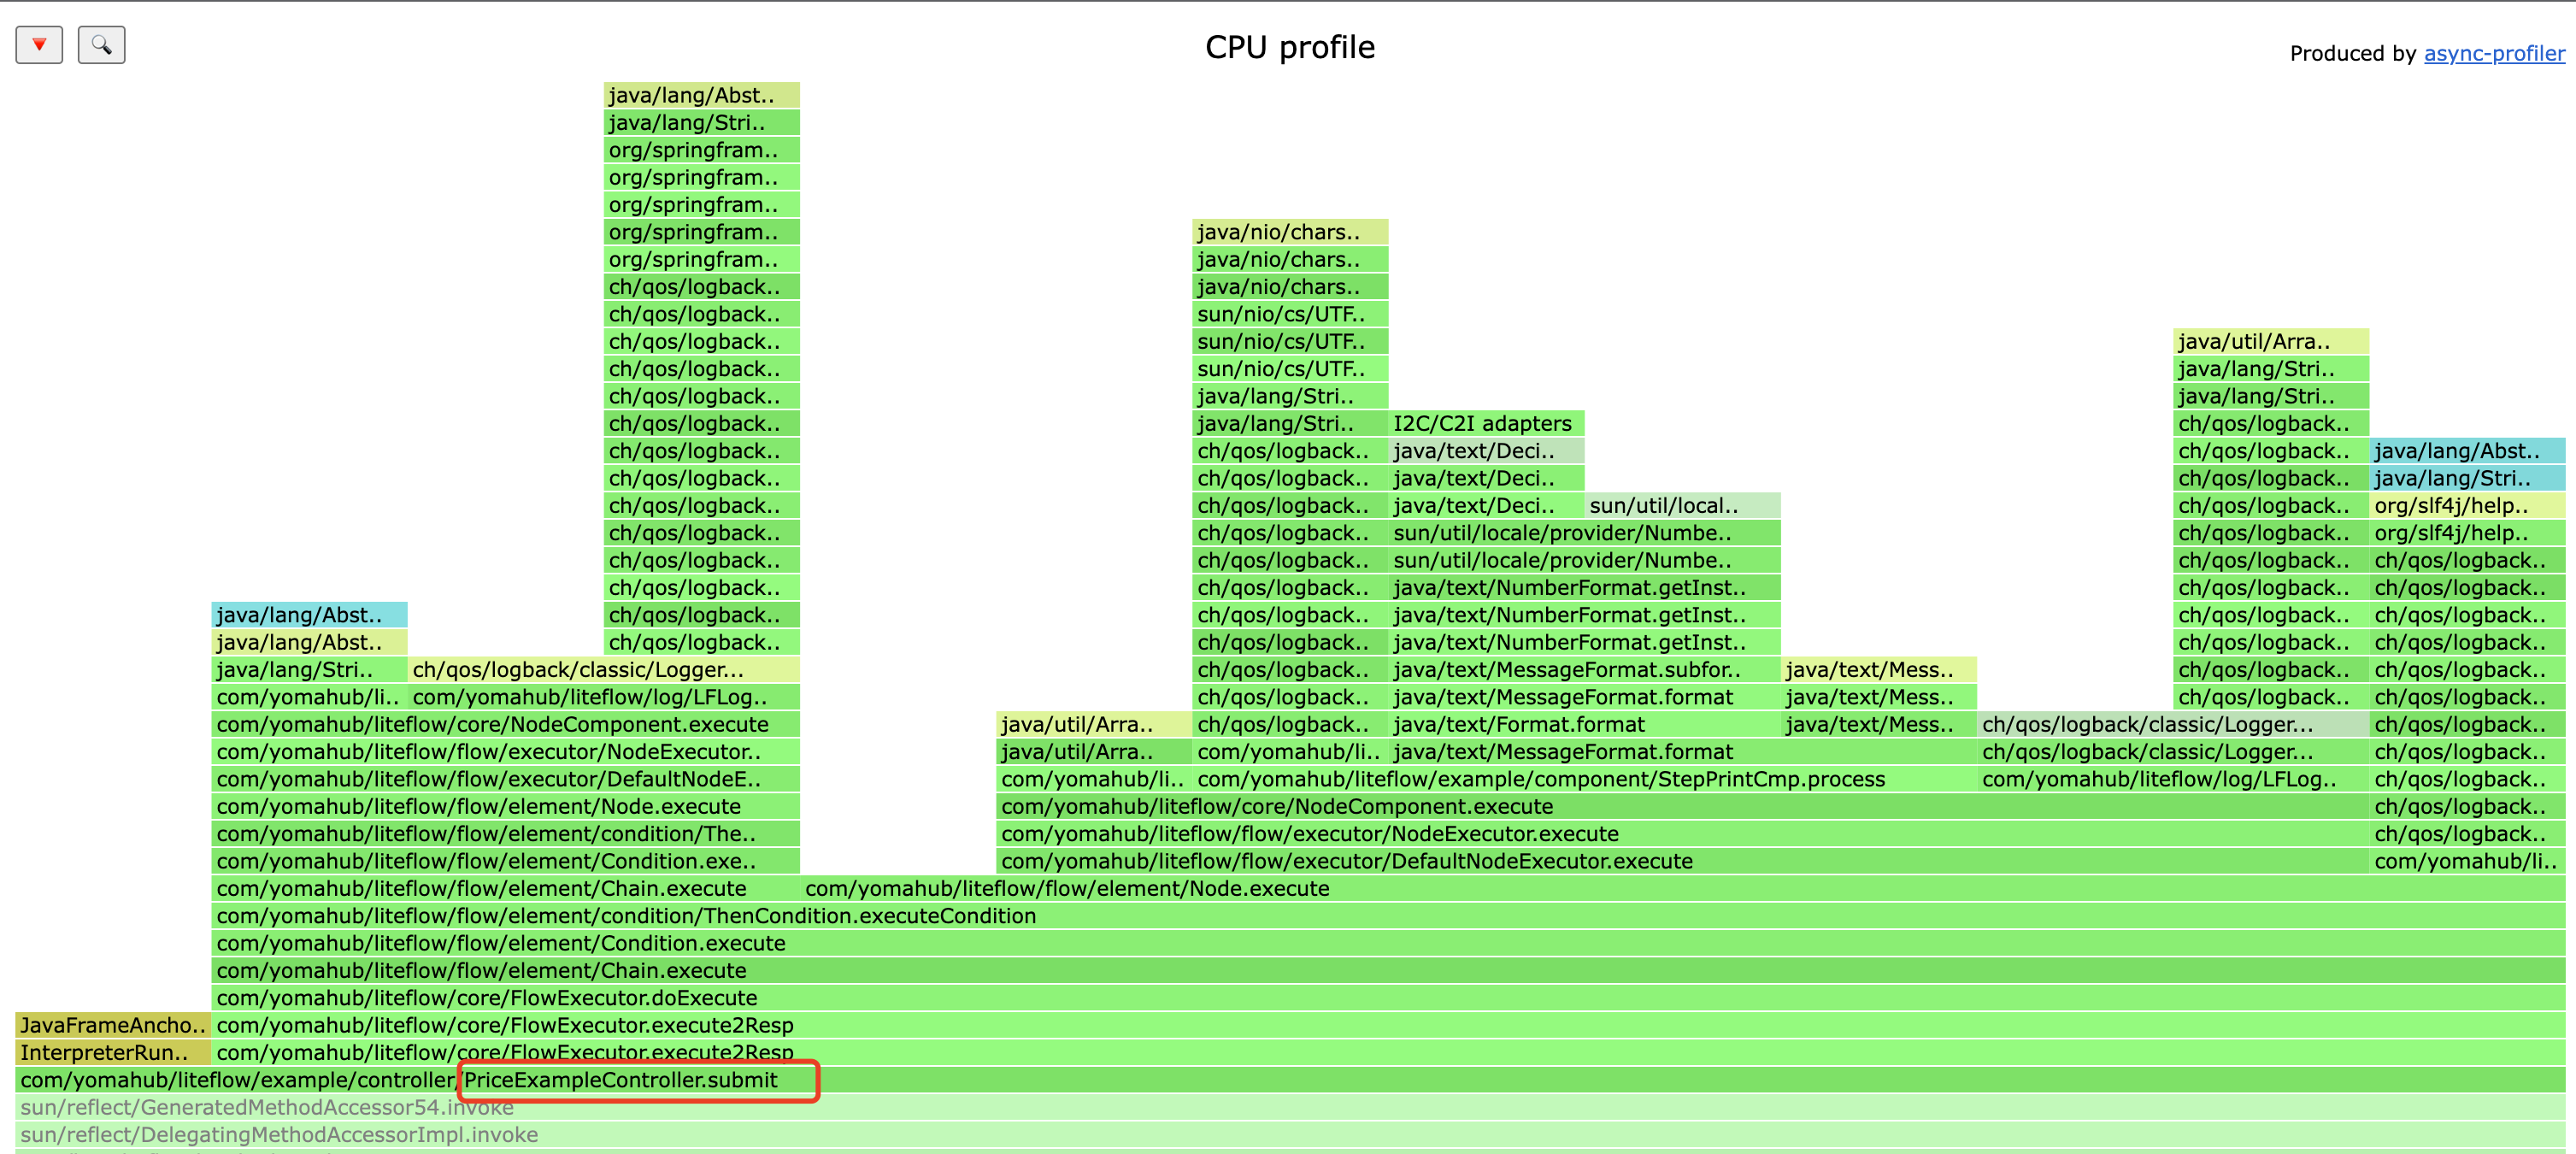 CPU profile
Produced by async-profiler
java/lang/Abst..
java/lang/Stri..
org/springfram..
org/springfram..
org/springfram..
org/springfram.. java/nio/chars..
org/springfram.. java/nio/chars..
ch/qos/logback.. java/nio/chars..
ch/qos/logback.. sun/nio/cs/UTF..
ch/qos/logback.. sun/nio/cs/UTF.. java/util/Arra..
ch/qos/logback.. sun/nio/cs/UTF.. java/lang/Stri..
ch/qos/logback.. java/lang/Stri.. java/lang/Stri..
ch/qos/logback.. java/lang/Stri.. I2C/C2I adapters ch/qos/logback..
ch/qos/logback.. ch/qos/logback.. java/text/Deci.. ch/qos/logback.. java/lang/Abst..
ch/qos/logback.. ch/qos/logback.. java/text/Deci.. ch/qos/logback.. java/lang/Stri..
ch/qos/logback.. ch/qos/logback.. java/text/Deci.. sun/util/local.. ch/qos/logback.. org/slf4j/help..
ch/qos/logback.. ch/qos/logback.. sun/util/locale/provider/Numbe.. ch/qos/logback.. org/slf4j/help..
ch/qos/logback.. ch/qos/logback.. sun/util/locale/provider/Numbe.. ch/qos/logback.. ch/qos/logback..
ch/qos/logback.. ch/qos/logback.. java/text/NumberFormat.getInst.. ch/qos/logback.. ch/qos/logback..
java/lang/Abst.. ch/qos/logback.. ch/qos/logback.. java/text/NumberFormat.getInst.. ch/qos/logback.. ch/qos/logback..
java/lang/Abst.. ch/qos/logback.. ch/qos/logback.. java/text/NumberFormat.getInst.. ch/qos/logback.. ch/qos/logback..
java/lang/Stri.. ch/qos/logback/classic/Logger... ch/qos/logback.. java/text/MessageFormat.subfor.. java/text/Mess.. ch/qos/logback.. ch/qos/logback..
com/yomahub/li.. com/yomahub/liteflow/log/LFLog.. ch/qos/logback.. java/text/MessageFormat.format java/text/Mess.. ch/qos/logback.. ch/qos/logback..
com/yomahub/liteflow/core/NodeComponent.execute java/util/Arra.. ch/qos/logback.. java/text/Format.format java/text/Mess.. ch/qos/logback/classic/Logger... ch/qos/logback..
com/yomahub/liteflow/flow/executor/NodeExecutor.. java/util/Arra.. com/yomahub/li.. java/text/MessageFormat.format ch/qos/logback/classic/Logger... ch/qos/logback..
com/yomahub/liteflow/flow/executor/DefaultNodeE.. com/yomahub/li.. com/yomahub/liteflow/example/component/StepPrintCmp.process com/yomahub/liteflow/log/LFLog.. ch/qos/logback..
com/yomahub/liteflow/flow/element/Node.execute com/yomahub/liteflow/core/NodeComponent.execute ch/qos/logback..
com/yomahub/liteflow/flow/element/condition/The.. com/yomahub/liteflow/flow/executor/NodeExecutor.execute ch/qos/logback..
com/yomahub/liteflow/flow/element/Condition.exe.. com/yomahub/liteflow/flow/executor/DefaultNodeExecutor.execute com/yomahub/li..
com/yomahub/liteflow/flow/element/Chain.execute com/yomahub/liteflow/flow/element/Node.execute
com/yomahub/liteflow/flow/element/condition/ThenCondition.executeCondition
com/yomahub/liteflow/flow/element/Condition.execute
com/yomahub/liteflow/flow/element/Chain.execute
com/yomahub/liteflow/core/FlowExecutor.doExecute
JavaFrameAncho.. com/yomahub/liteflow/core/FlowExecutor.execute2Resp
InterpreterRun.. com/yomahub/liteflow/core/FlowExecutor.execute2Resp
com/yomahub/liteflow/example/controller/PriceExampleController.submit
sun/reflect/GeneratedMethodAccessor54.invoke
sun/reflect/DelegatingMethodAccessorImpl.invoke